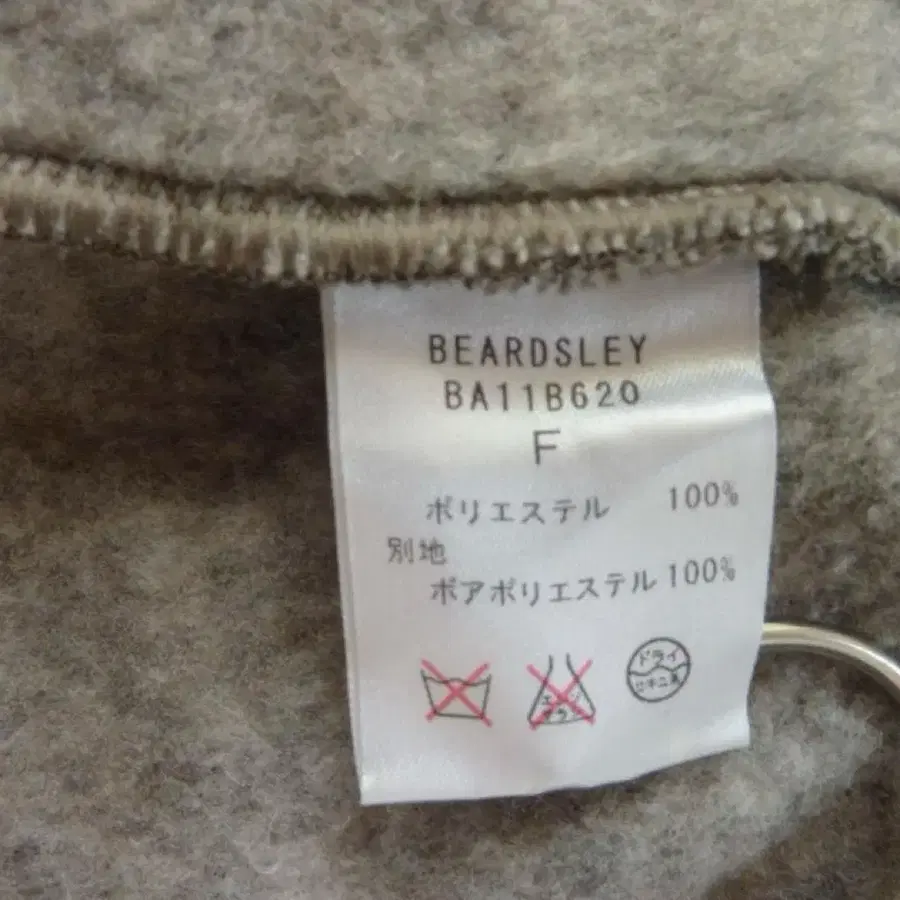 BEARDSLEY
BA11B620
F
ポリエステル 100%
別地
ボアポリエステル 100%
ドライ